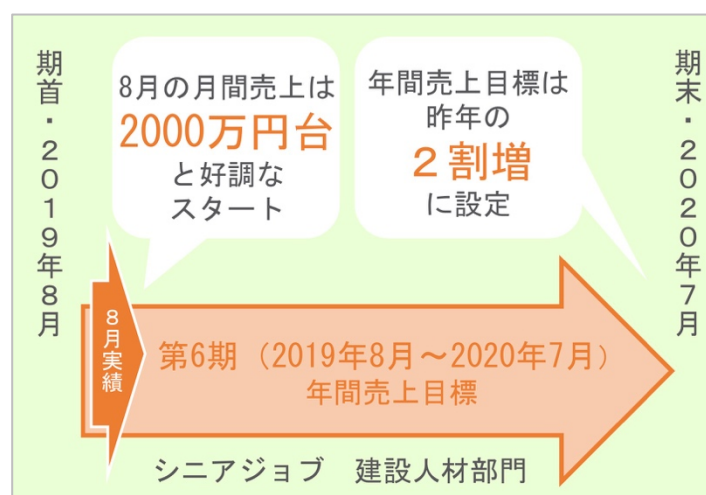 期首・２０１９年８月
8月の月間売上は
2000万円台
と好調な
スタート
年間売上目標は
昨年の
２割増
に設定
期末・２０２０年７月
８月実績
第6期（2019年8月～2020年7月）
年間売上目標
シニアジョブ　建設人材部門